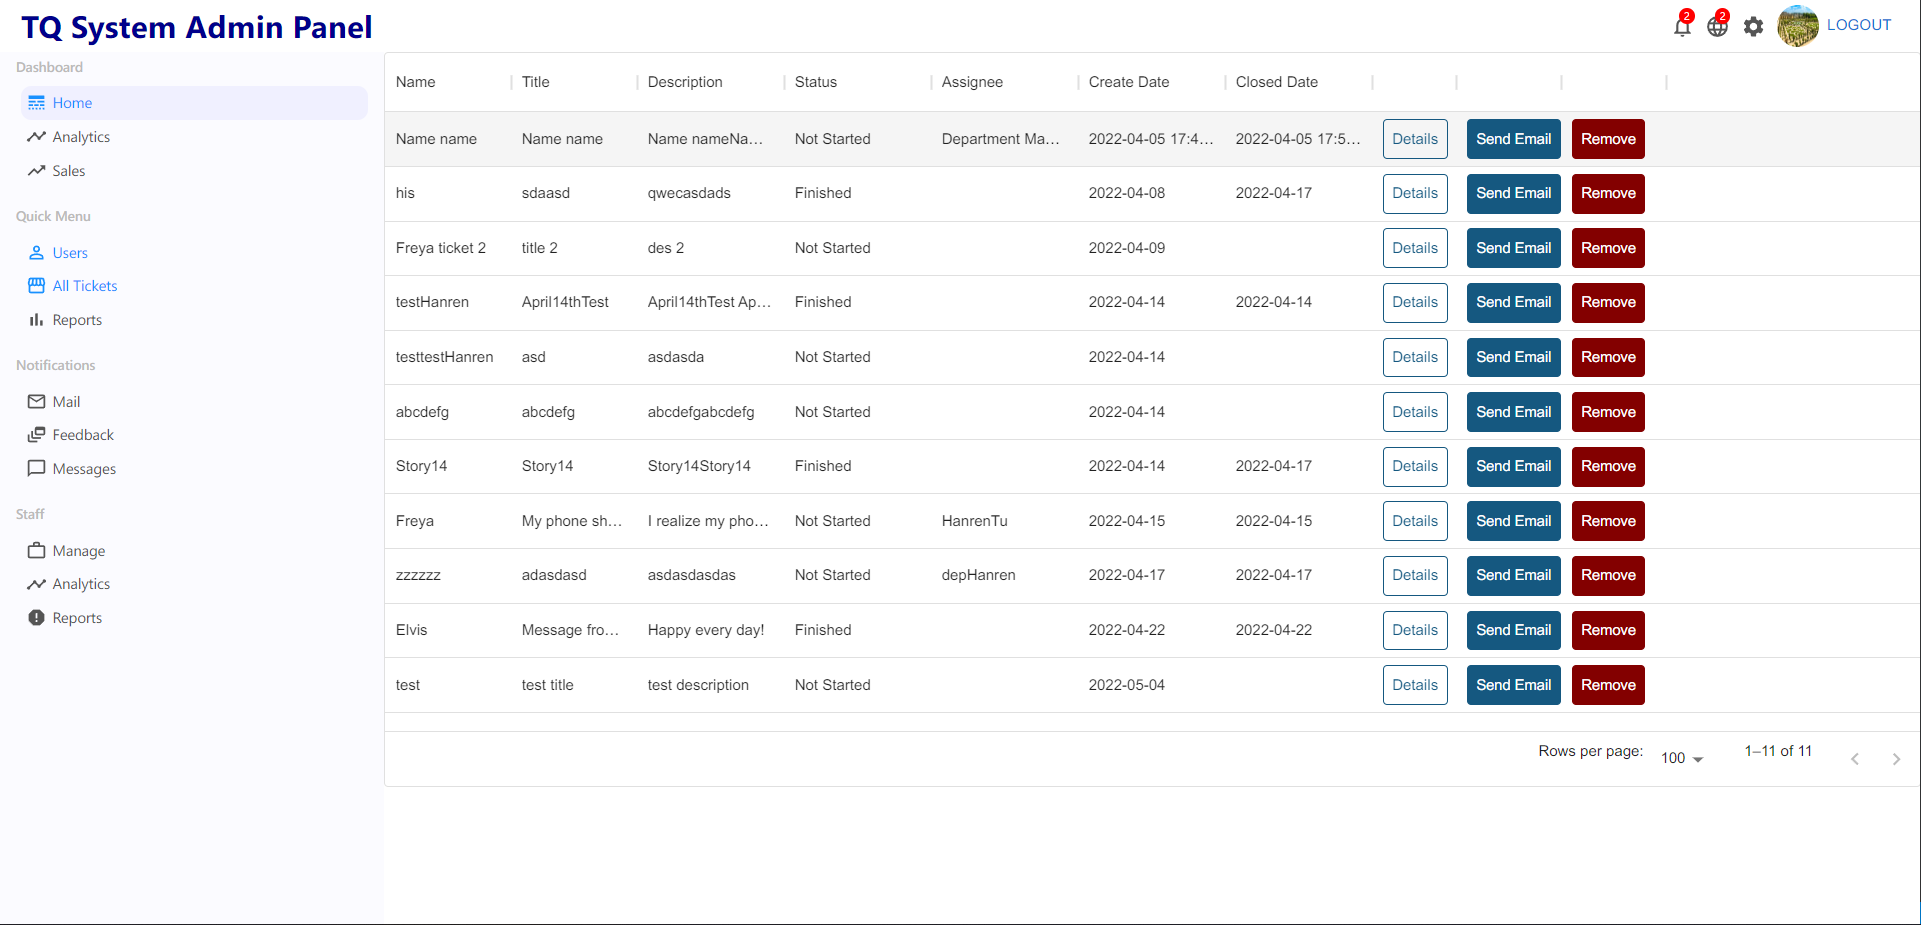 TQ System Admin Panel
2
2
LOGOUT
Dashboard
Home
Analytics
Sales
Quick Menu
Users
All Tickets
Reports
Notifications
Mail
Feedback
Messages
Staff
Manage
Analytics
Reports
Name Title Description Status Assignee Create Date Closed Date
Name name Name name Name nameNa... Not Started Department Ma... 2022-04-05 17:4... 2022-04-05 17:5... Details Send Email Remove
his sdaasd qwecasdads Finished 2022-04-08 2022-04-17 Details Send Email Remove
Freya ticket 2 title 2 des 2 Not Started 2022-04-09 Details Send Email Remove
testHanren April14thTest April14thTest Ap... Finished 2022-04-14 2022-04-14 Details Send Email Remove
testtestHanren asd asdasda Not Started 2022-04-14 Details Send Email Remove
abcdefg abcdefg abcdefgabcdefg Not Started 2022-04-14 Details Send Email Remove
Story14 Story14 Story14Story14 Finished 2022-04-14 2022-04-17 Details Send Email Remove
Freya My phone sh... I realize my pho... Not Started HanrenTu 2022-04-15 2022-04-15 Details Send Email Remove
zzzzzz adasdasd asdasdasdas Not Started depHanren 2022-04-17 2022-04-17 Details Send Email Remove
Elvis Message fro... Happy every day! Finished 2022-04-22 2022-04-22 Details Send Email Remove
test test title test description Not Started 2022-05-04 Details Send Email Remove
Rows per page: 100 1–11 of 11